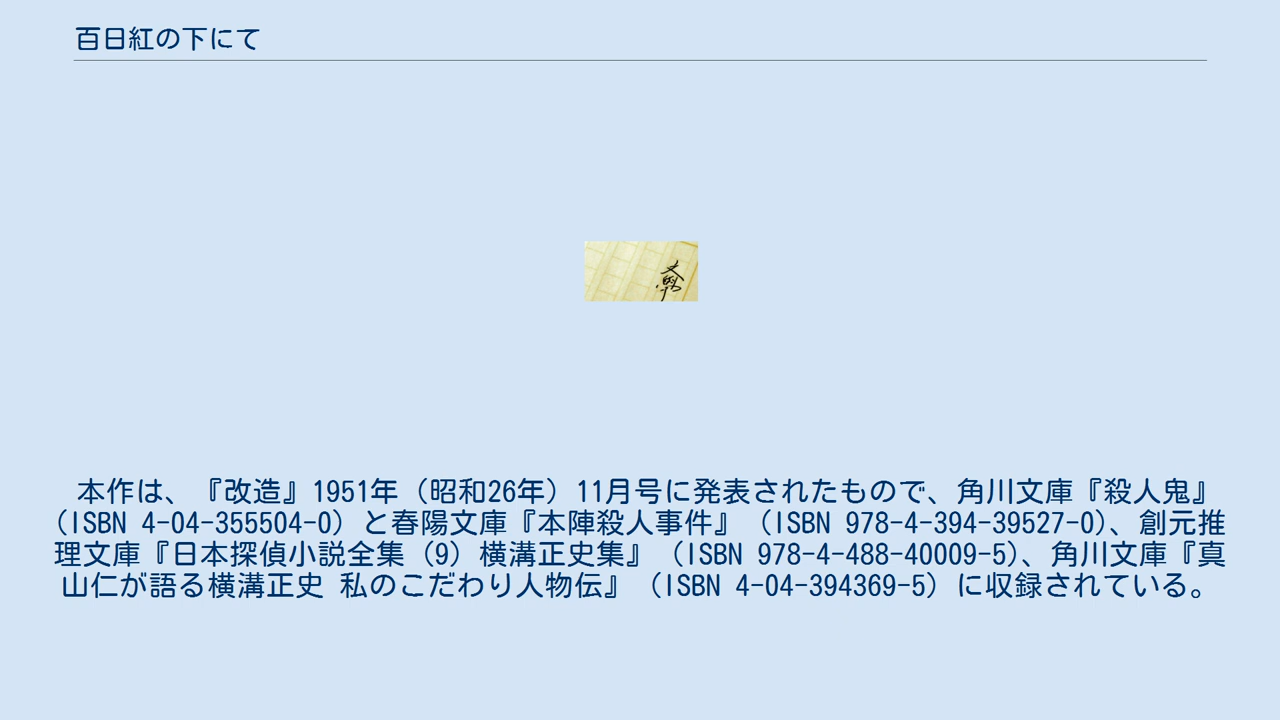 百日紅の下にて
本作は、『改造』1951年（昭和26年）11月号に発表されたもので、角川文庫『殺人鬼』
（ISBN 4-04-355504-0）と春陽文庫『本陣殺人事件』（ISBN 978-4-394-39527-0）、創元推
理文庫『日本探偵小説全集（9）横溝正史集』（ISBN 978-4-488-40009-5）、角川文庫『真
山仁が語る横溝正史 私のこだわり人物伝』（ISBN 4-04-394369-5）に収録されている。